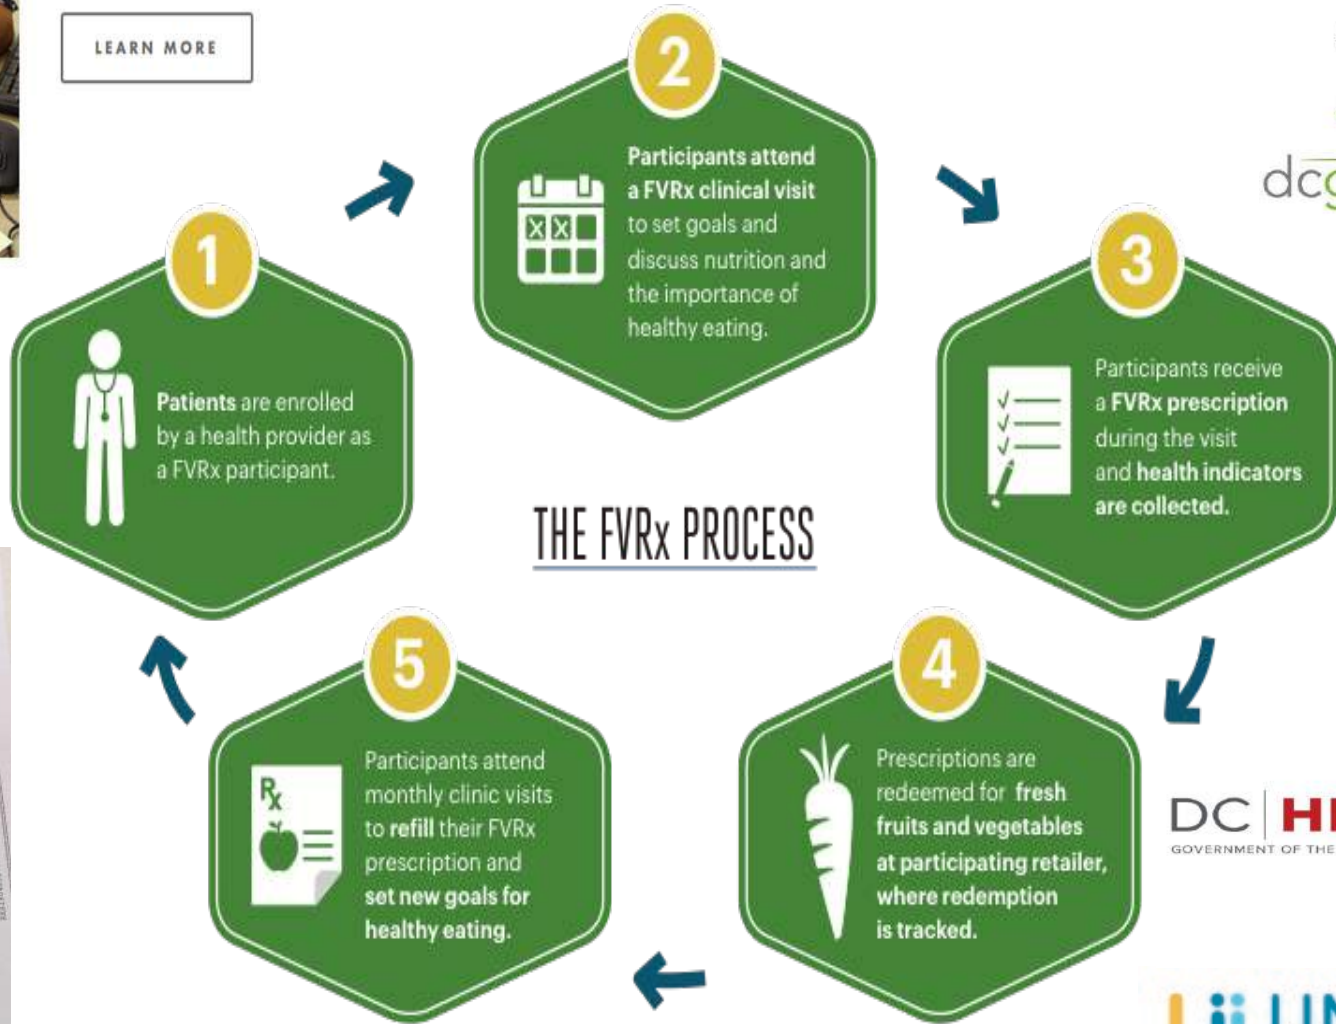 LEARN MORE
2
Participants attend
a FVRx clinical visit
to set goals and
discuss nutrition and
the importance of
healthy eating.
1
Patients are enrolled
by a health provider as
a FVRx participant.
3
Participants receive
a FVRx prescription
during the visit
and health indicators
are collected.
THE FVRx PROCESS
5
Rx
Participants attend
monthly clinic visits
to refill their FVRx
prescription and
set new goals for
healthy eating.
4
Prescriptions are
redeemed for fresh
fruits and vegetables
at participating retailer,
where redemption
is tracked.
DC
GOVERNMENT OF THE